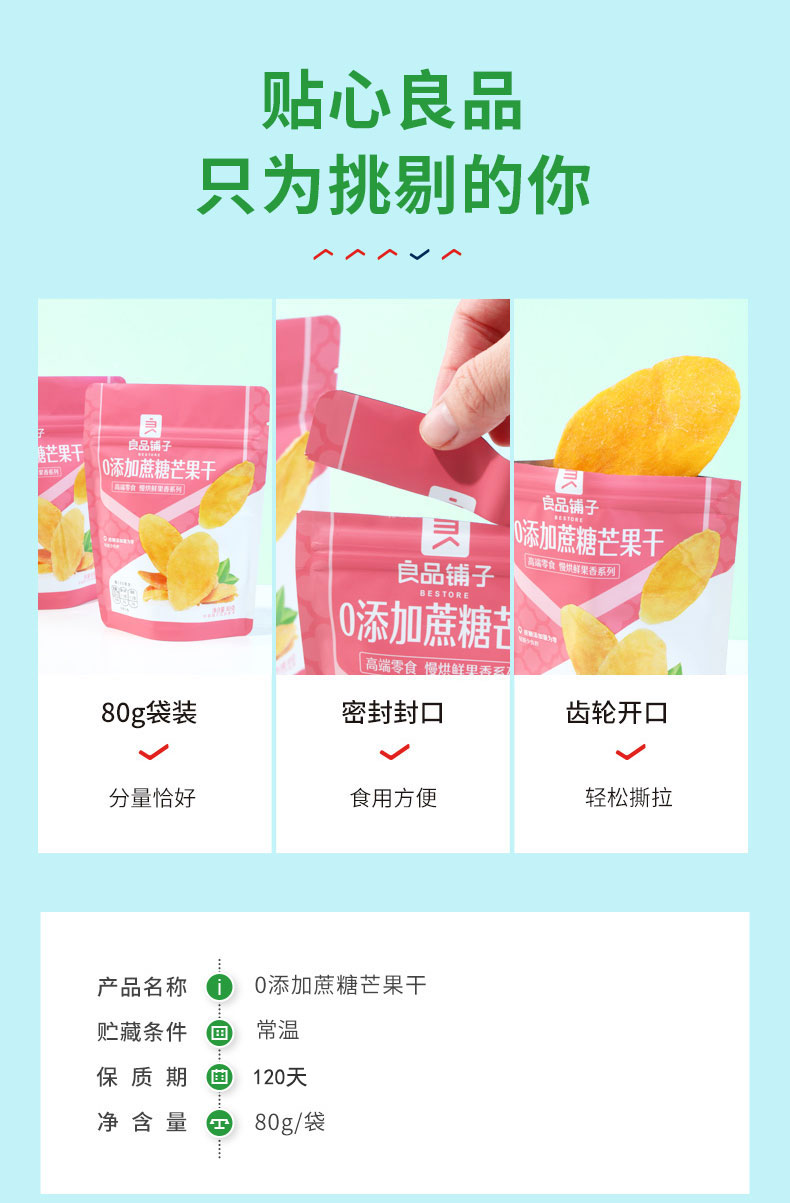 贴心良品
只为挑剔的你
良品铺子
BESTORE
0添加蔗糖芒果干
高端零食 慢烘鲜果香系列
糖芒果干
良品铺子
BESTORE
0添加蔗糖芒
高端零食 慢烘鲜果香系
良品铺子
BESTORE
0添加蔗糖芒果干
高端零食 慢烘鲜果香系列
80g袋装
密封封口
齿轮开口
分量恰好
食用方便
轻松撕拉
产品名称 0添加蔗糖芒果干
贮藏条件 常温
保质期 120天
净含量 80g/袋